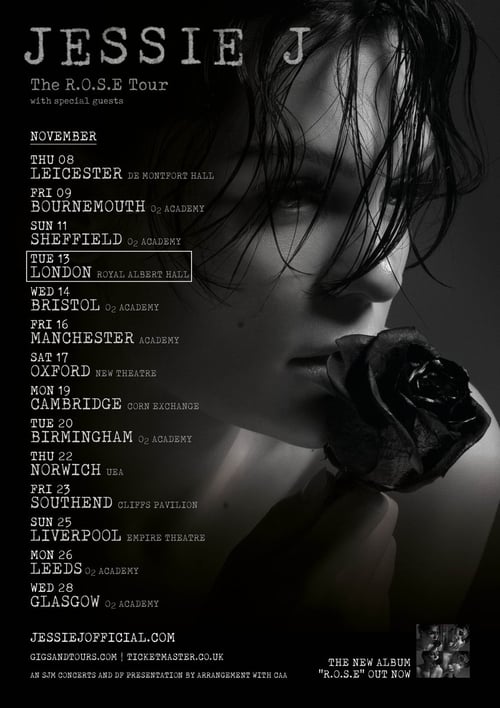 JESSIE J
The R.O.S.E Tour
with special guests
NOVEMBER
THU 08
LEICESTER DE MONTFORT HALL
FRI 09
BOURNEMOUTH O2 ACADEMY
SUN 11
SHEFFIELD O2 ACADEMY
TUE 13
LONDON ROYAL ALBERT HALL
WED 14
BRISTOL O2 ACADEMY
FRI 16
MANCHESTER ACADEMY
SAT 17
OXFORD NEW THEATRE
MON 19
CAMBRIDGE CORN EXCHANGE
TUE 20
BIRMINGHAM O2 ACADEMY
THU 22
NORWICH UEA
FRI 23
SOUTHEND CLIFFS PAVILION
SUN 25
LIVERPOOL EMPIRE THEATRE
MON 26
LEEDS O2 ACADEMY
WED 28
GLASGOW O2 ACADEMY
JESSIEJOFFICIAL.COM
GIGSANDTOURS.COM | TICKETMASTER.CO.UK
AN SJM CONCERTS AND DF PRESENTATION BY ARRANGEMENT WITH CAA
THE NEW ALBUM
"R.O.S.E" OUT NOW